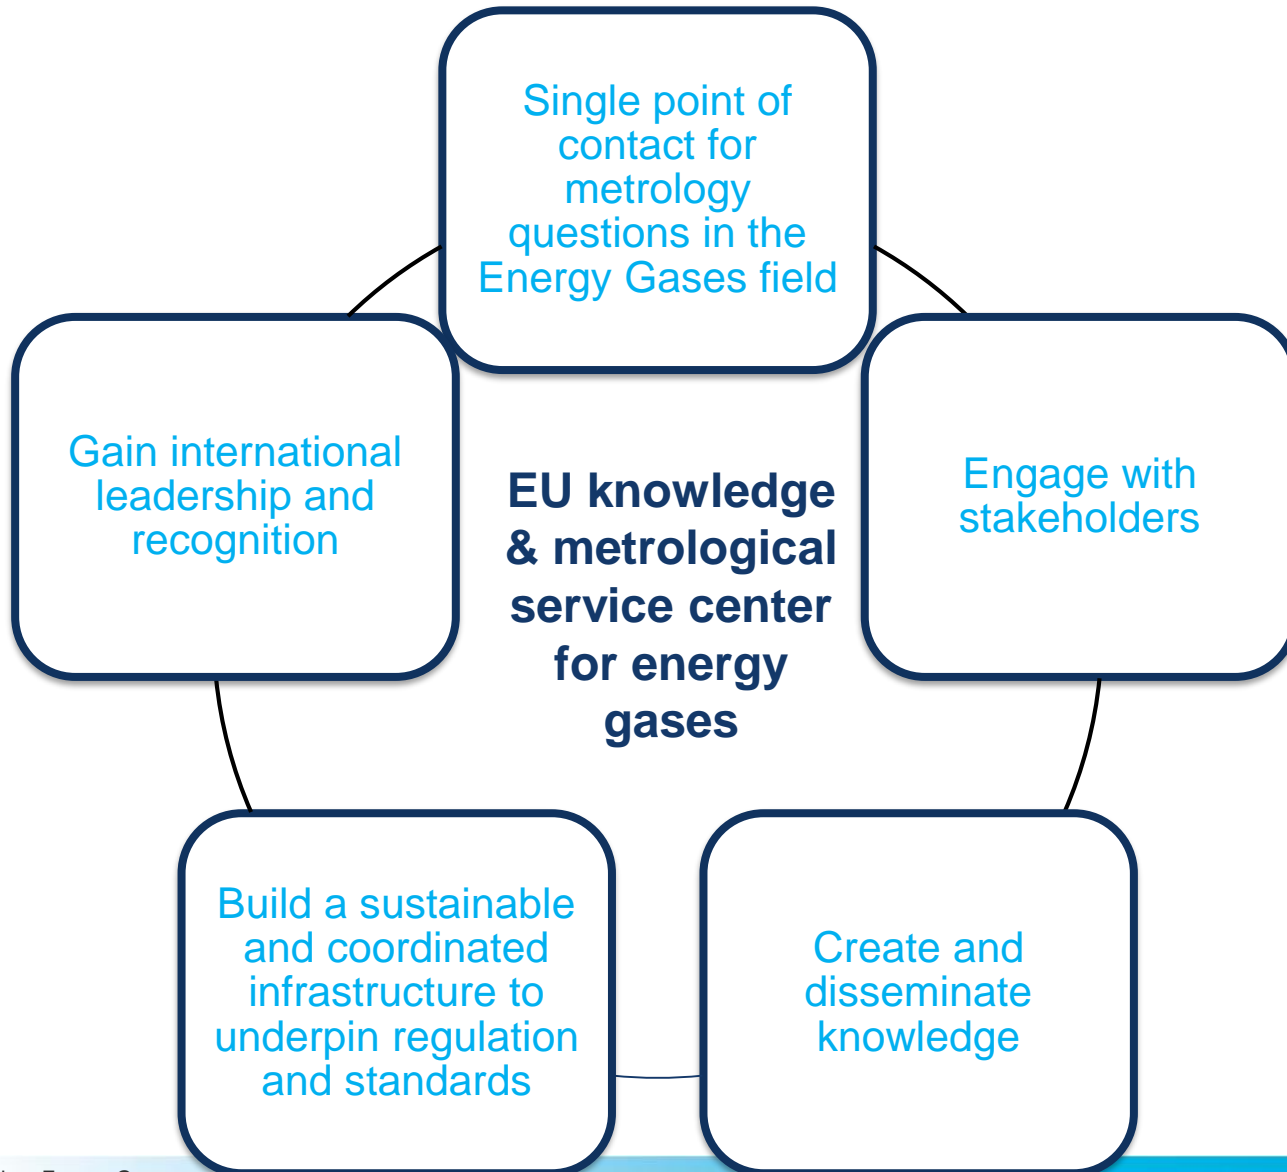 Single point of
contact for
metrology
questions in the
Energy Gases field
Gain international
leadership and
recognition
EU knowledge
& metrological
service center
for energy
gases
Engage with
stakeholders
Build a sustainable
and coordinated
infrastructure to
underpin regulation
and standards
Create and
disseminate
knowledge